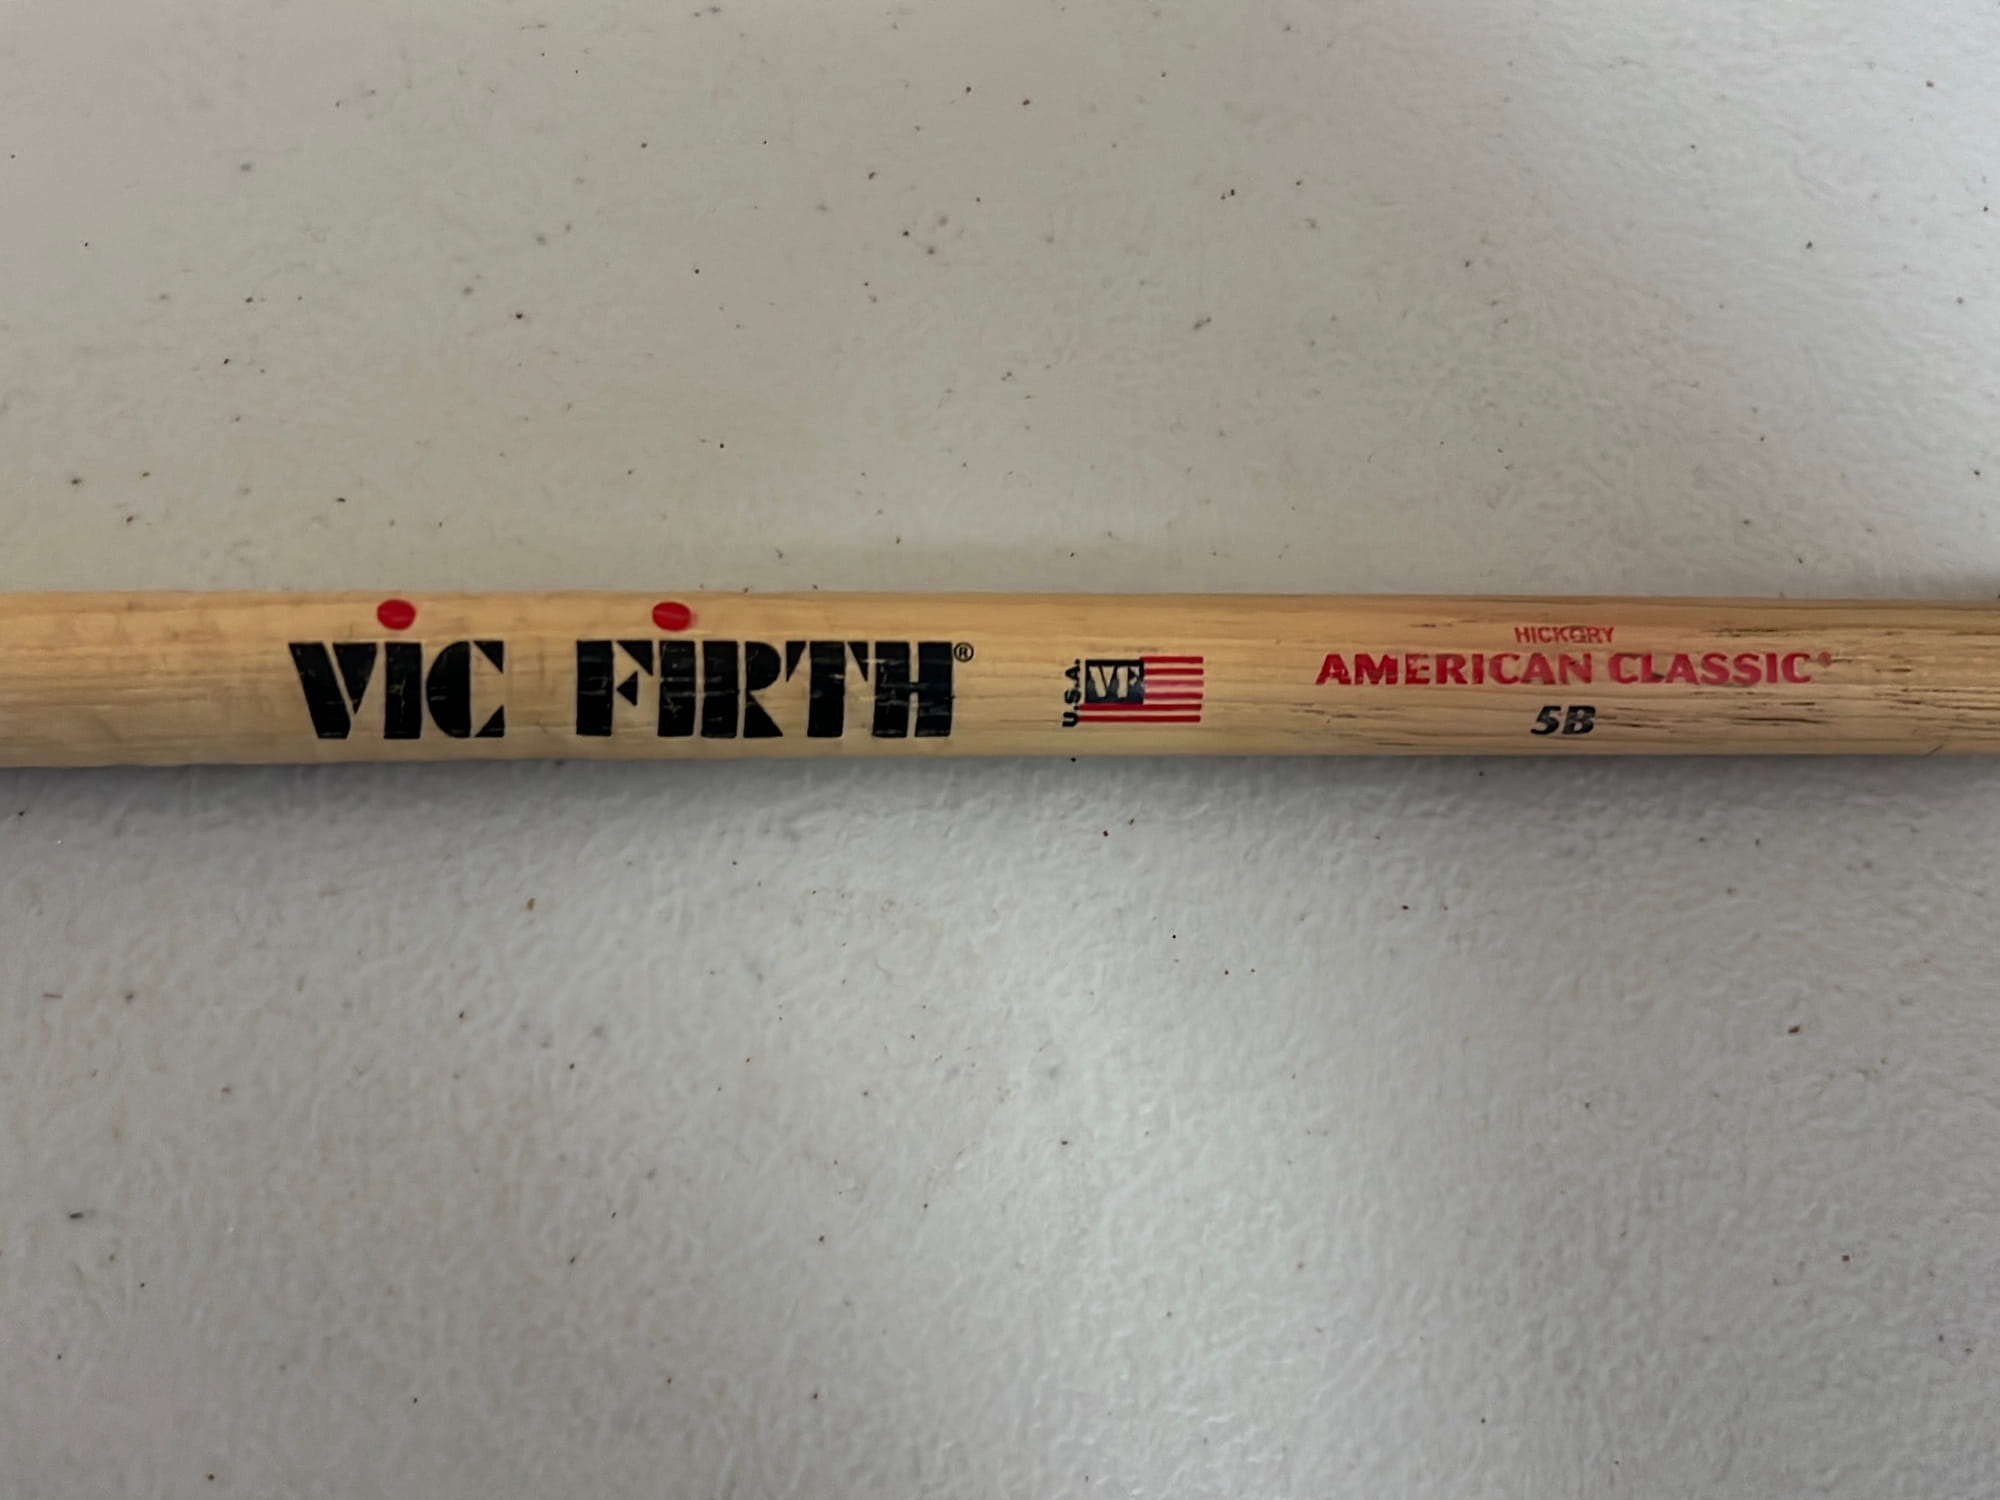 VIC FIRTH®
U.S.A.
VF
HICKORY
AMERICAN CLASSIC®
5B